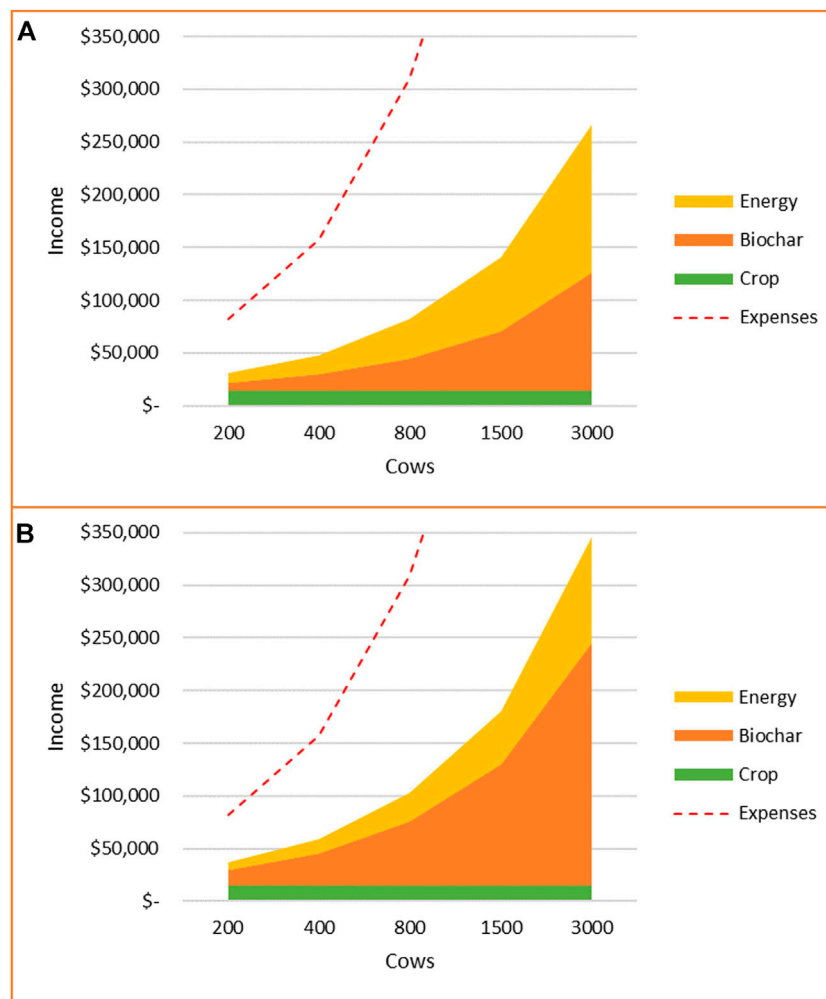 A
$350,000
$300,000
$250,000
$200,000
$150,000
$100,000
$50,000
$-
Income
200 400 800 1500 3000
Cows
Energy
Biochar
Crop
Expenses
B
$350,000
$300,000
$250,000
$200,000
$150,000
$100,000
$50,000
$-
Income
200 400 800 1500 3000
Cows
Energy
Biochar
Crop
Expenses